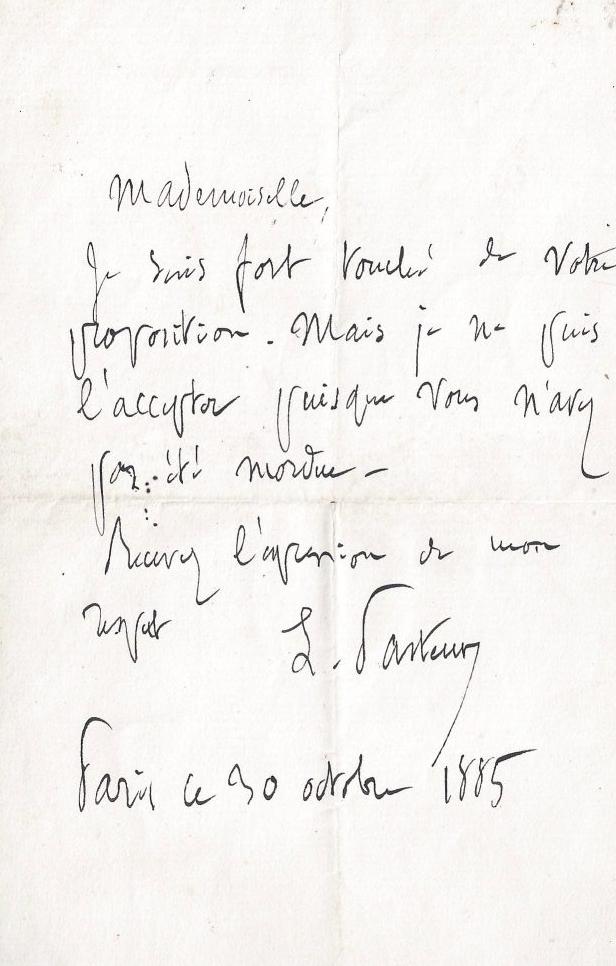 Mademoiselle,
Je suis fort touché de votre
proposition. Mais je ne puis
l'accepter puisque vous n'avez
pas été mordue –
Recevez l'expression de mon
respect
L. Pasteur
Paris ce 30 octobre 1885